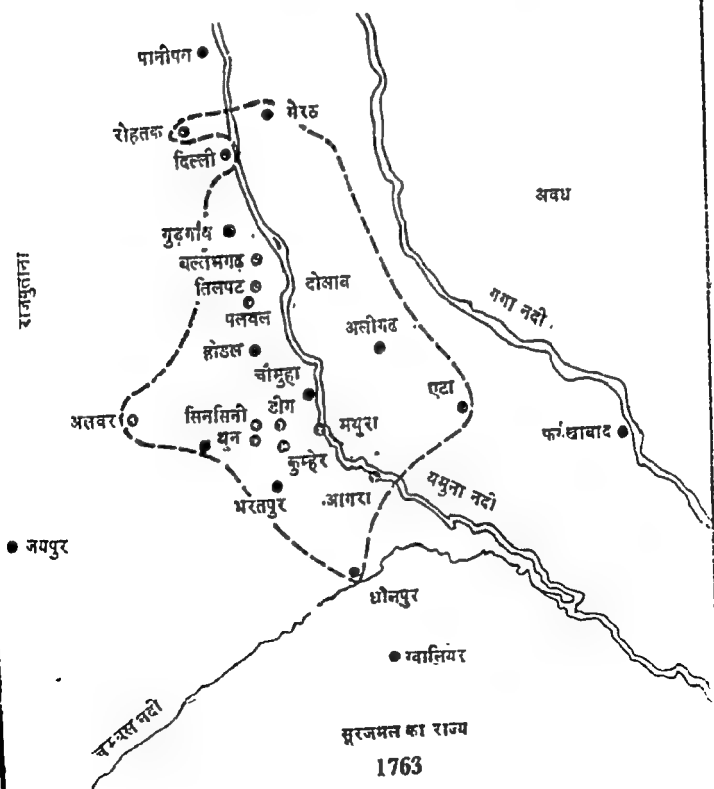 पानीपत
मेरठ
रोहतक
दिल्ली
अवध
गुढ़गांव
राजपुताना
बल्लभगढ़
तिलपट
दोआब
पलवल
गंगा नदी
अलीगढ
होडल
चौमुहा
एटा
अलवर
सिनसिनी
डीग
मथुरा
फर्रुखाबाद
थुन
कुम्हेर
यमुना नदी
भरतपुर
आगरा
जयपुर
धौलपुर
ग्वालियर
चम्बल नदी
सूरजमल का राज्य
1763